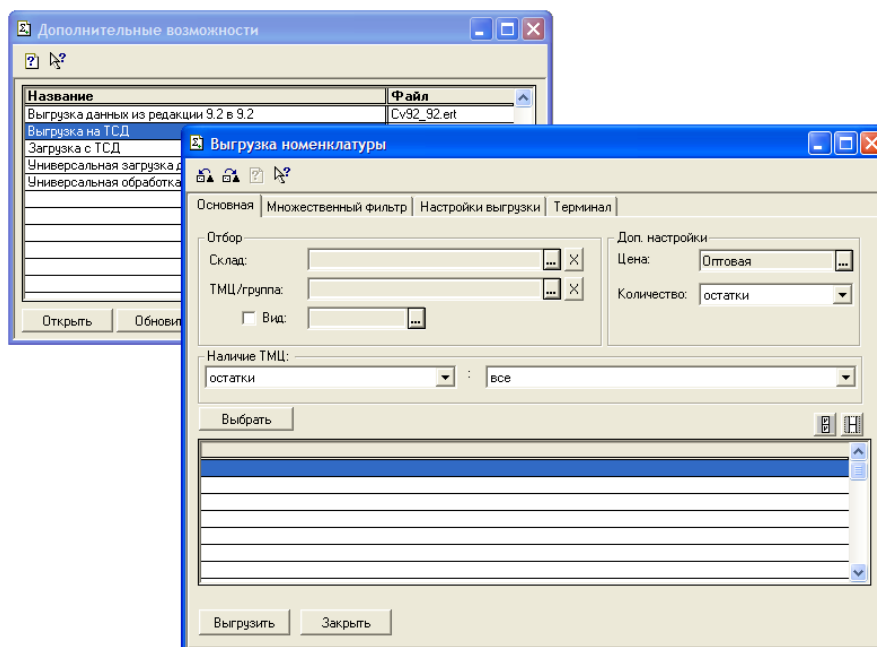 Дополнительные возможности
Название Файл
Выгрузка данных из редакции 9.2 в 9.2 Cv92_92.ert
Выгрузка на ТСД
Загрузка с ТСД
Универсальная загрузка д
Универсальная обработка
Открыть Обновит
Выгрузка номенклатуры
Основная Множественный фильтр Настройки выгрузки Терминал
Отбор Доп. настройки
Склад: ... X Цена: Оптовая ...
ТМЦ/группа: ... X Количество: остатки
Вид: ...
Наличие ТМЦ:
остатки : все
Выбрать
Выгрузить Закрыть